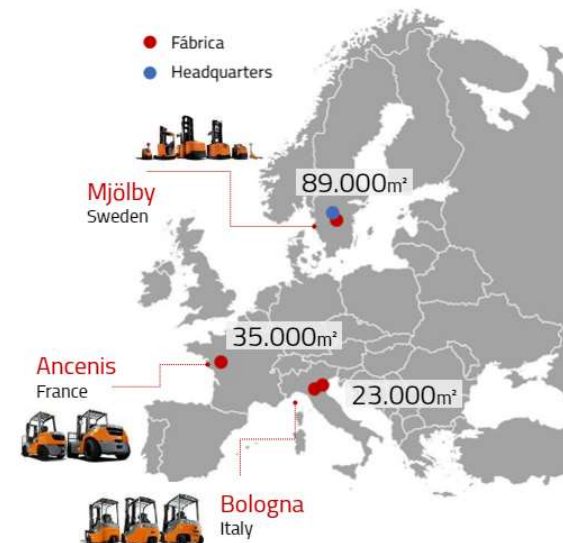 Fábrica
Headquarters
89.000m²
Mjölby
Sweden
35.000m²
Ancenis
France
23.000m²
Bologna
Italy